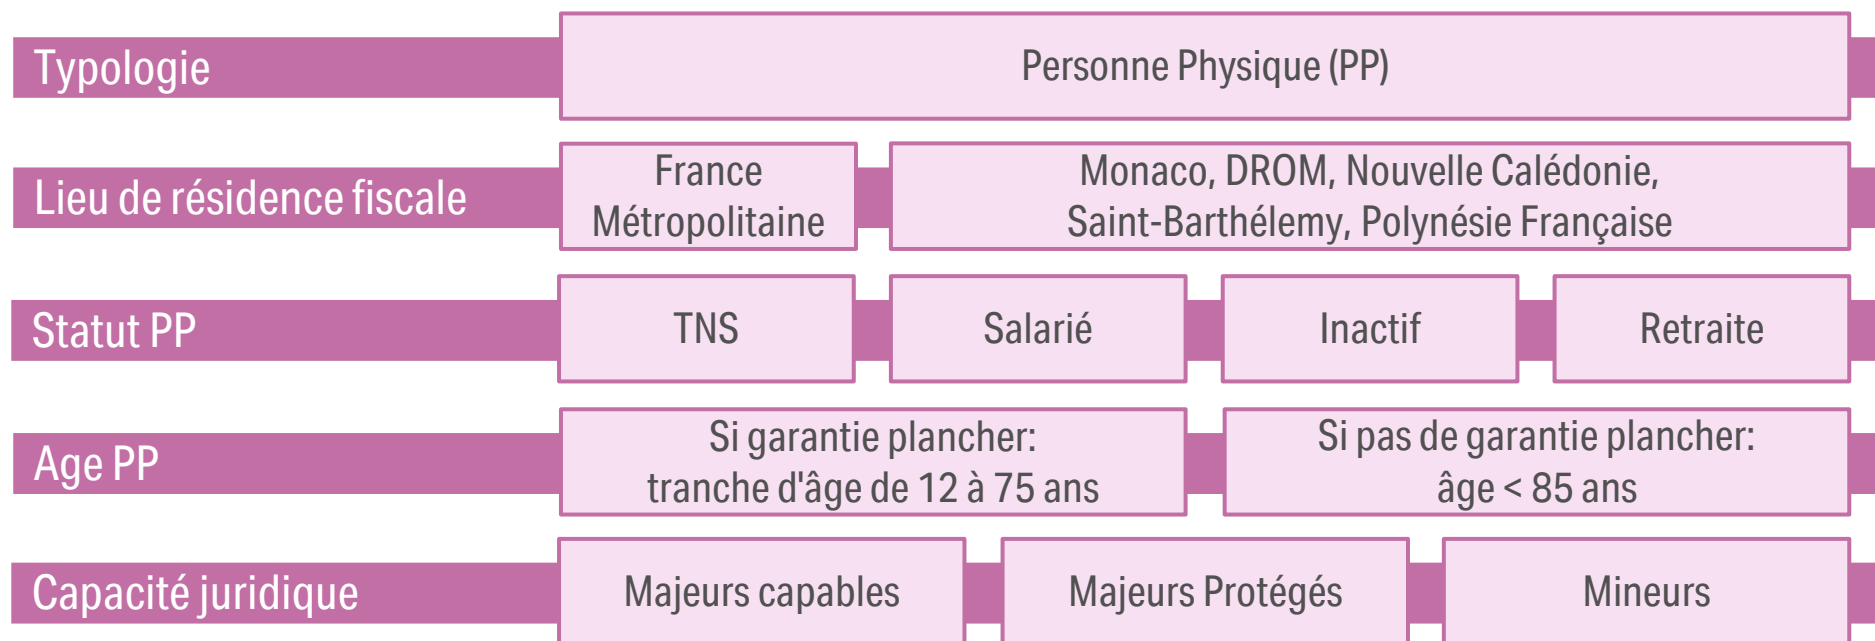 Typologie
Personne Physique (PP)
Lieu de résidence fiscale
France
Métropolitaine
Monaco, DROM, Nouvelle Calédonie,
Saint-Barthélemy, Polynésie Française
Statut PP
TNS
Salarié
Inactif
Retraite
Age PP
Si garantie plancher:
tranche d'âge de 12 à 75 ans
Si pas de garantie plancher:
âge < 85 ans
Capacité juridique
Majeurs capables
Majeurs Protégés
Mineurs